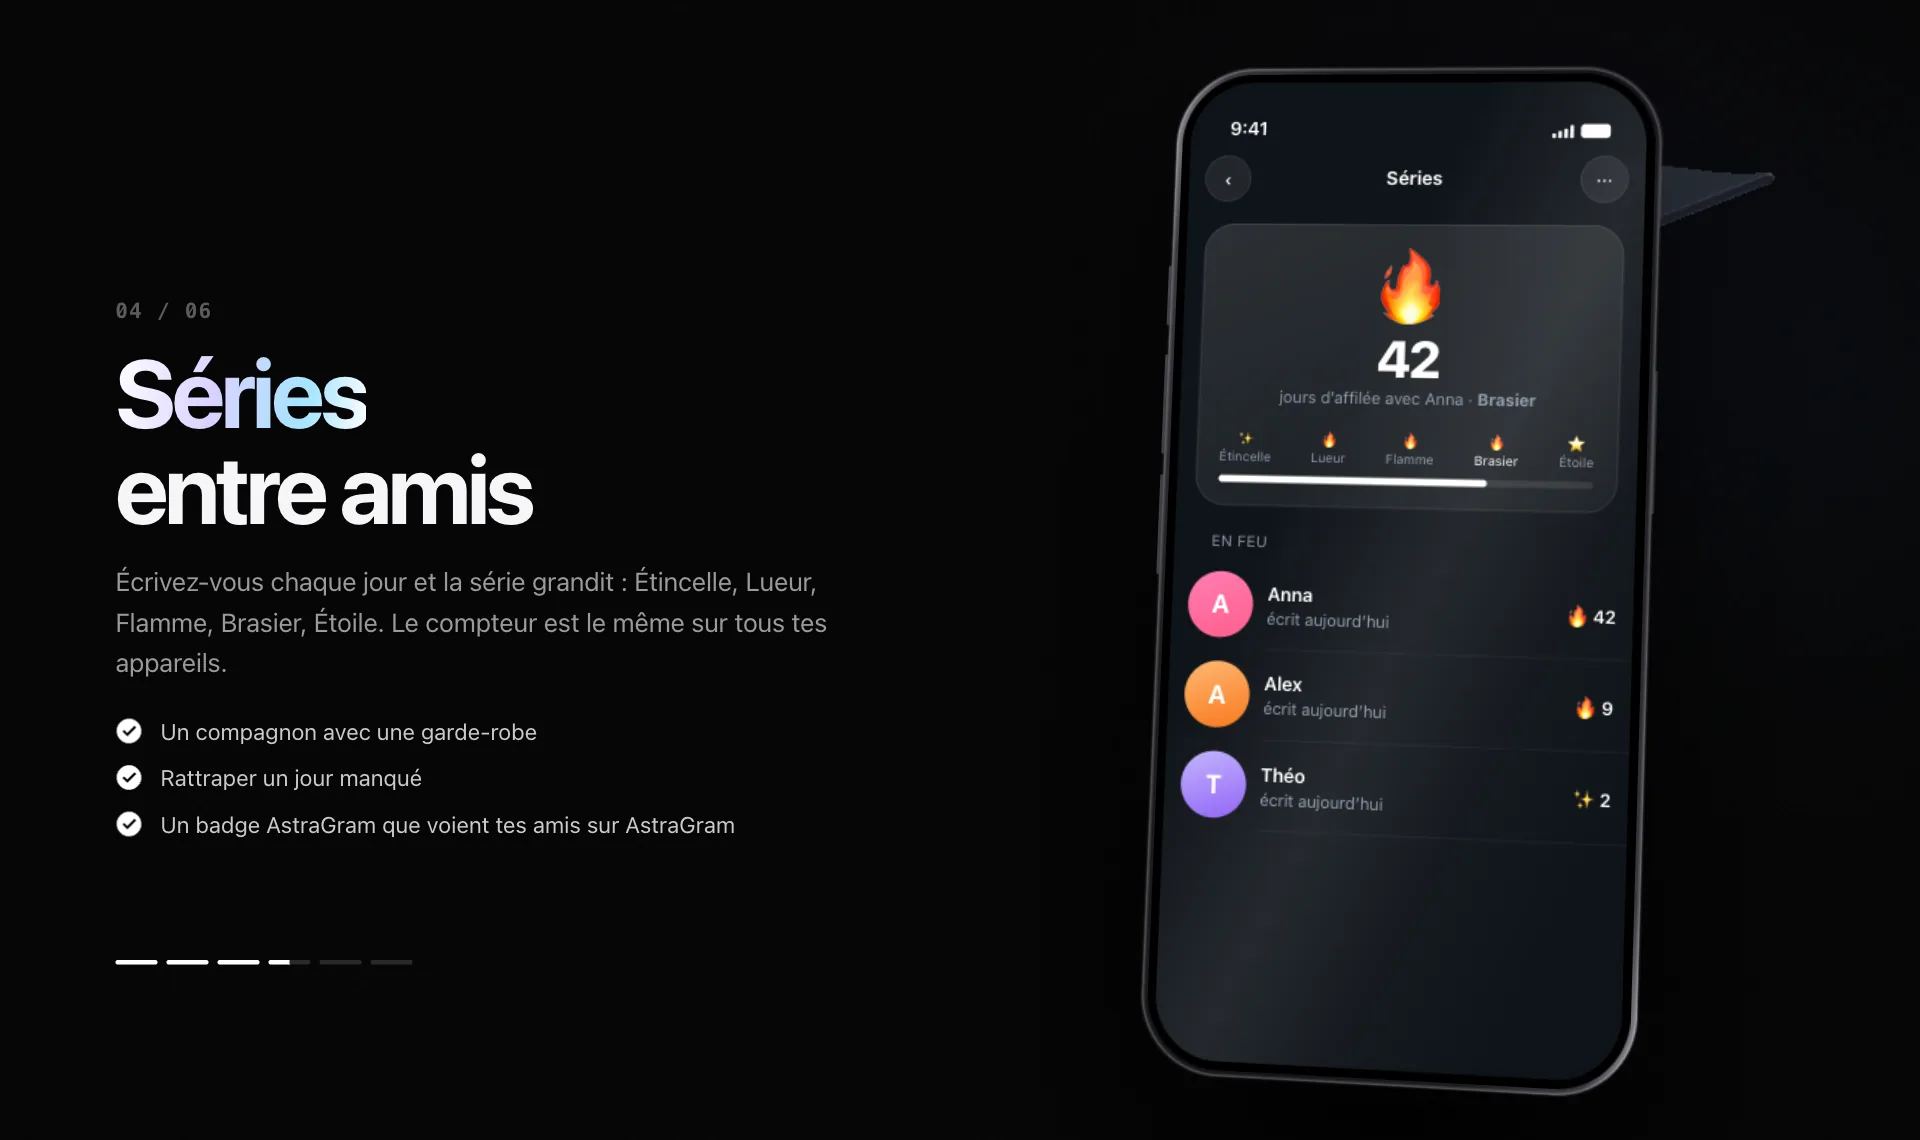 04 / 06
Séries
entre amis
Écrivez-vous chaque jour et la série grandit : Étincelle, Lueur,
Flamme, Brasier, Étoile. Le compteur est le même sur tous tes
appareils.
Un compagnon avec une garde-robe
Rattraper un jour manqué
Un badge AstraGram que voient tes amis sur AstraGram
9:41
Séries
42
jours d'affilée avec Anna · Brasier
Étincelle Lueur Flamme Brasier Étoile
EN FEU
A Anna
écrit aujourd'hui
42
A Alex
écrit aujourd'hui
9
T Théo
écrit aujourd'hui
2